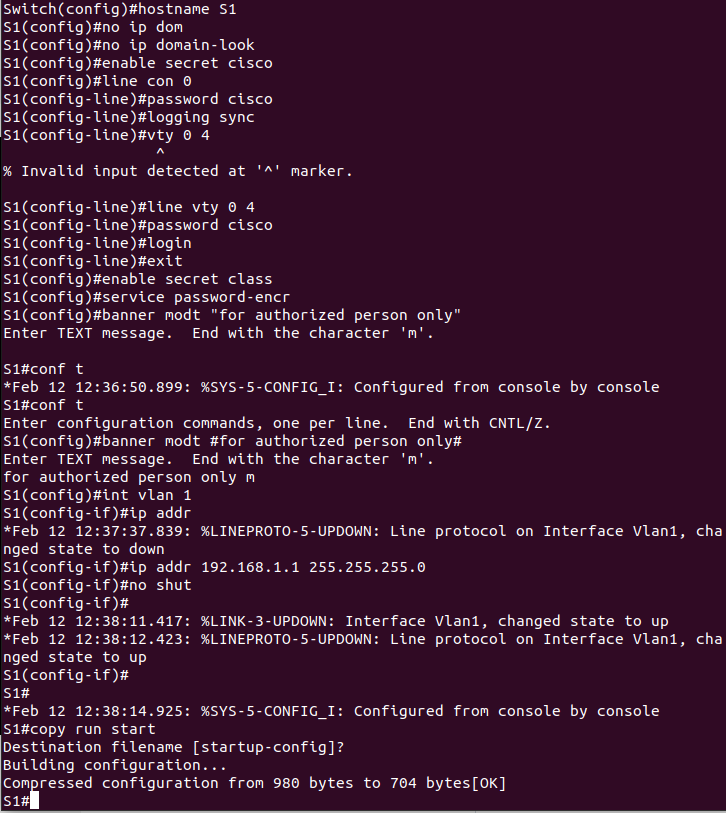 Switch(config)#hostname S1
S1(config)#no ip dom
S1(config)#no ip domain-look
S1(config)#enable secret cisco
S1(config)#line con 0
S1(config-line)#password cisco
S1(config-line)#logging sync
S1(config-line)#vty 0 4
^
% Invalid input detected at '^' marker.
S1(config-line)#line vty 0 4
S1(config-line)#password cisco
S1(config-line)#login
S1(config-line)#exit
S1(config)#enable secret class
S1(config)#service password-encr
S1(config)#banner modt "for authorized person only"
Enter TEXT message.  End with the character 'm'.
S1#conf t
*Feb 12 12:36:50.899: %SYS-5-CONFIG_I: Configured from console by console
S1#conf t
Enter configuration commands, one per line.  End with CNTL/Z.
S1(config)#banner modt #for authorized person only#
Enter TEXT message.  End with the character 'm'.
for authorized person only m
S1(config)#int vlan 1
S1(config-if)#ip addr
*Feb 12 12:37:37.839: %LINEPROTO-5-UPDOWN: Line protocol on Interface Vlan1, cha
nged state to down
S1(config-if)#ip addr 192.168.1.1 255.255.255.0
S1(config-if)#no shut
S1(config-if)#
*Feb 12 12:38:11.417: %LINK-3-UPDOWN: Interface Vlan1, changed state to up
*Feb 12 12:38:12.423: %LINEPROTO-5-UPDOWN: Line protocol on Interface Vlan1, cha
nged state to up
S1(config-if)#
S1#
*Feb 12 12:38:14.925: %SYS-5-CONFIG_I: Configured from console by console
S1#copy run start
Destination filename [startup-config]?
Building configuration...
Compressed configuration from 980 bytes to 704 bytes[OK]
S1#